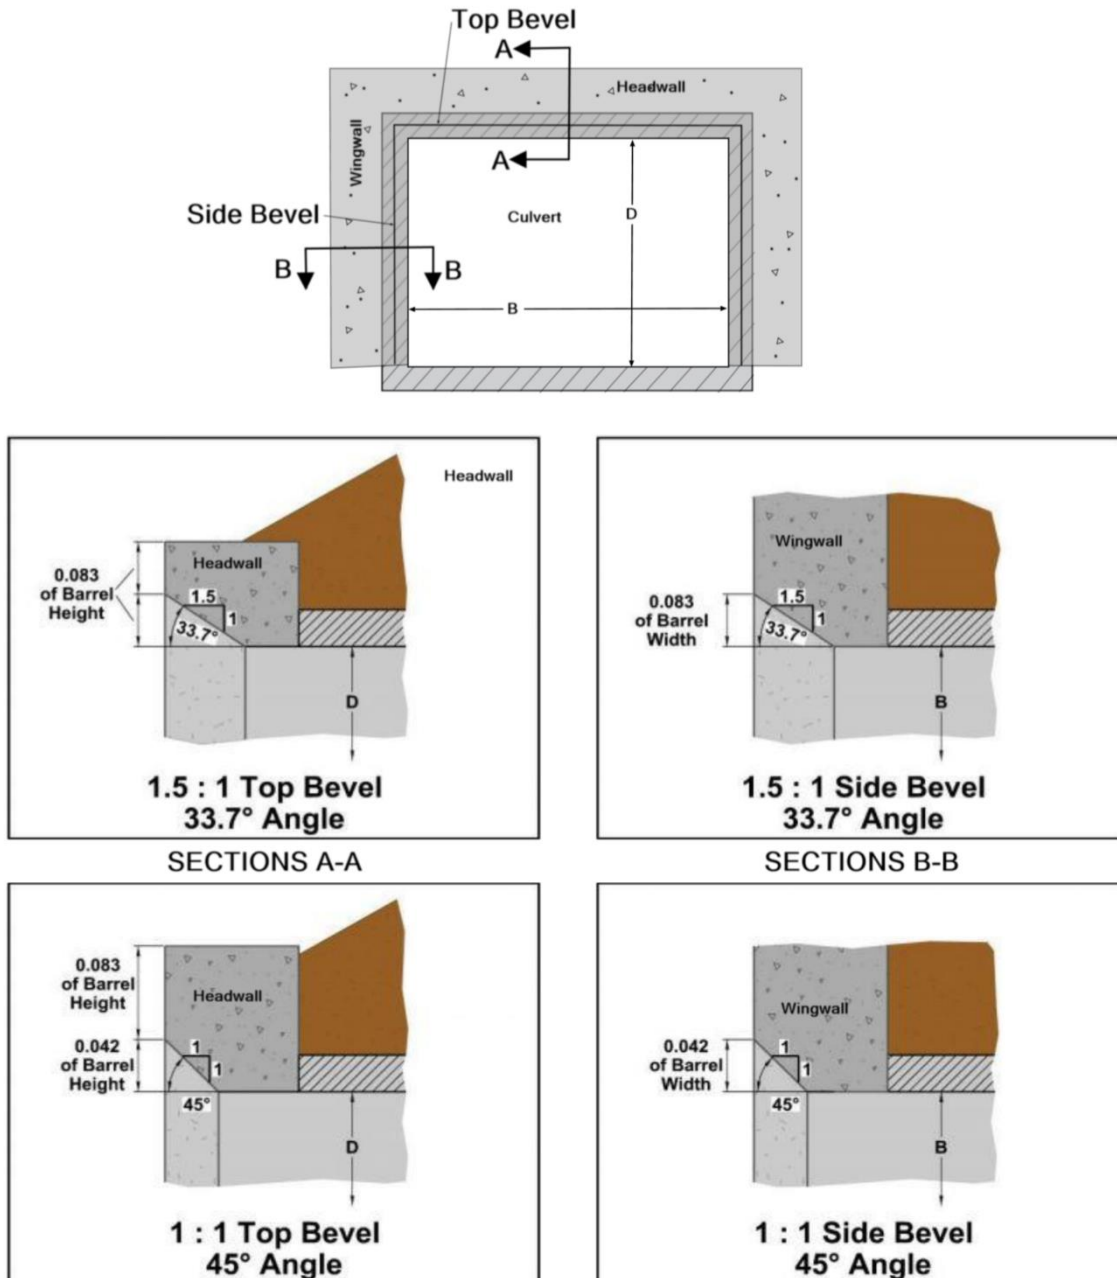 Top Bevel
A
Headwall
Wingwall
A
Side Bevel
Culvert
D
B
B
B
Headwall
0.083
of Barrel
Height
Headwall
1.5
1
33.7°
D
1.5 : 1 Top Bevel
33.7° Angle
Wingwall
0.083
of Barrel
Width
1.5
1
33.7°
B
1.5 : 1 Side Bevel
33.7° Angle
SECTIONS A-A
SECTIONS B-B
0.083
of Barrel
Height
Headwall
0.042
of Barrel
Height
1
1
45°
D
1 : 1 Top Bevel
45° Angle
Wingwall
0.042
of Barrel
Width
1
1
45°
B
1 : 1 Side Bevel
45° Angle